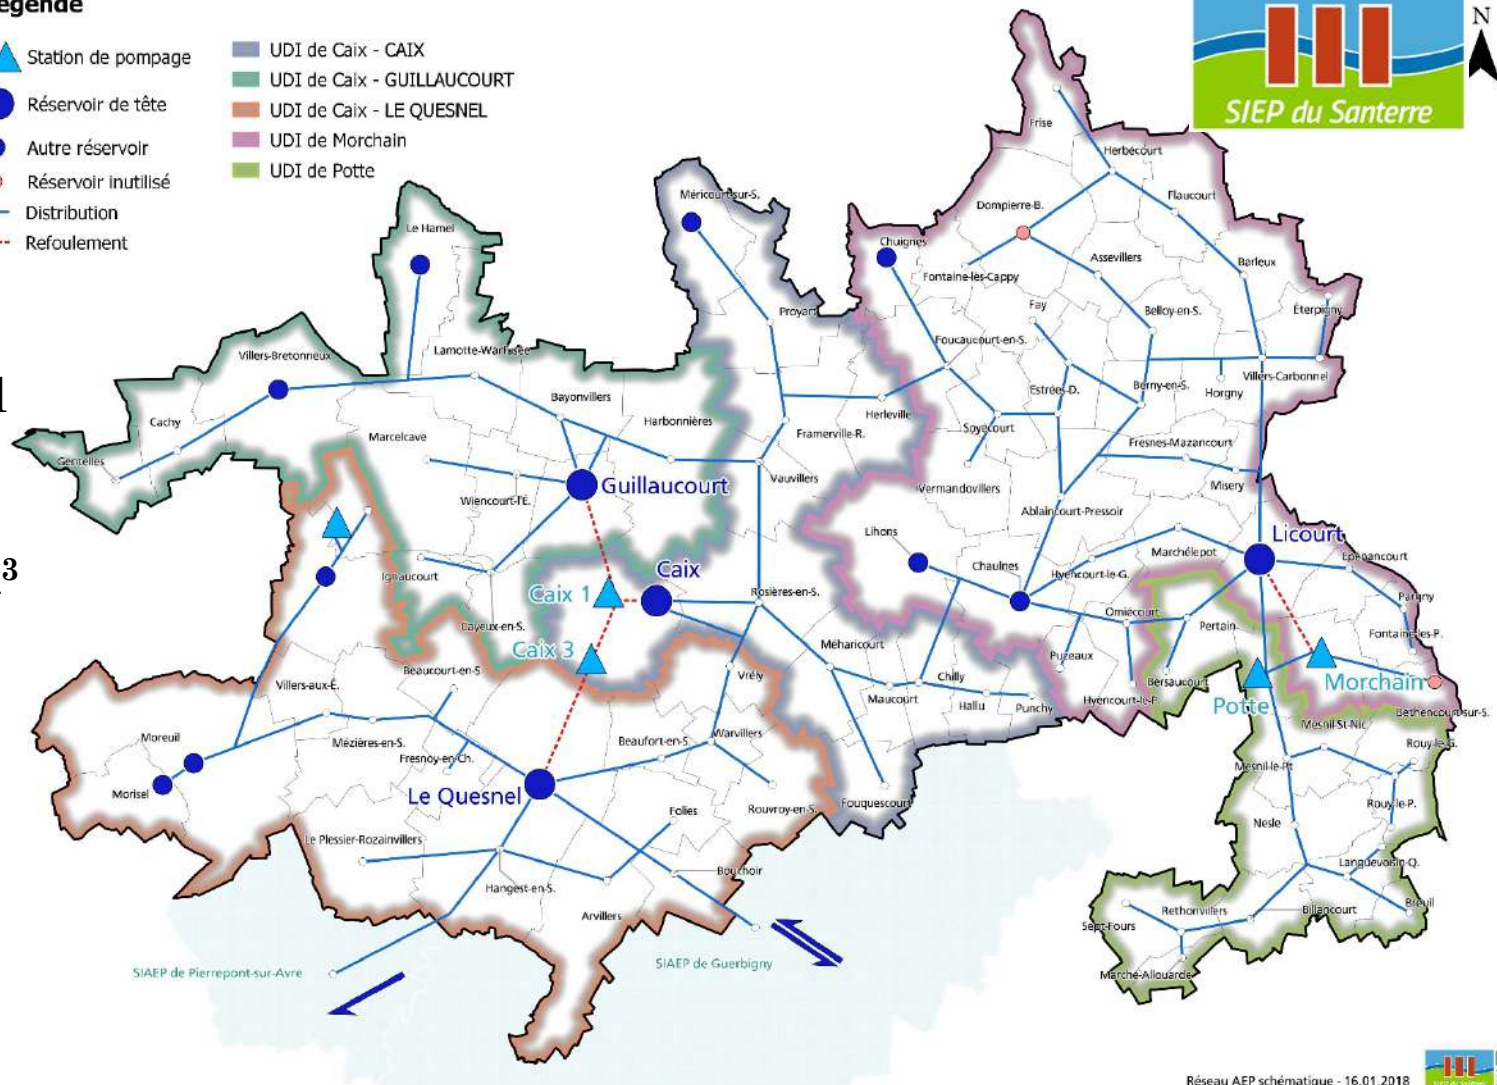 égende
Station de pompage
Réservoir de tête
Autre réservoir
Réservoir inutilisé
Distribution
Refoulement
UDI de Caix - CAIX
UDI de Caix - GUILLAUCOURT
UDI de Caix - LE QUESNEL
UDI de Morchain
UDI de Potte
SIEP du Santerre
N
Frise
Herbécourt
Flaucourt
Méricourt-sur-S.
Dompierre-B.
Le Hamel
Chuignes
Assevillers
Barleux
Fontaine-lès-Cappy
Fay
Proyart
Belloy-en-S.
Éterpigny
Foucaucourt-en-S.
Villers-Bretonneux
Lamotte-Warfusée
Estrées-D.
Berny-en-S.
Villers-Carbonnel
Horgny
1
Bayonvillers
Herleville
Cachy
Harbonnières
Soyécourt
Marcelcave
Framerville-R.
Fresnes-Mazancourt
Gentelles
Vauvillers
Guillaucourt
Misery
Vermandovillers
Wiencourt-l'É.
Ablaincourt-Pressoir
Lihons
Licourt
Marchélepot
Épénancourt
3
Ignaucourt
Caix
Chaulnes
Hyencourt-le-G.
Caix 1
Rosières-en-S.
Pargny
Omiécourt
Cayeux-en-S.
Pertain
Fontaine-les-P.
Caix 3
Méharicourt
Puzeaux
Beaucourt-en-S
Vrély
Chilly
Bersaucourt
Morchain
Villers-aux-É.
Maucourt
Hallu
Punchy
Hyencourt-le-P.
Potte
Béthencourt-sur-S.
Mesnil-St-Nic.
Moreuil
Mézières-en-S.
Beaufort-en-S.
Warvillers
Rouy-le-G.
Fresnoy-en-Ch.
Mesnil-le-Pt
Morisel
Le Quesnel
Folies
Rouvroy-en-S.
Fouquescourt
Rouy-le-P.
Nesle
Le Plessier-Rozainvillers
Languevoisin-Q.
Hangest-en-S.
Bouchoir
Breuil
Arvillers
Rethonvillers
Billancourt
Sept-Fours
SIAEP de Pierrepont-sur-Avre
SIAEP de Guerbigny
Marché-Allouarde
Réseau AEP schématique - 16.01.2018